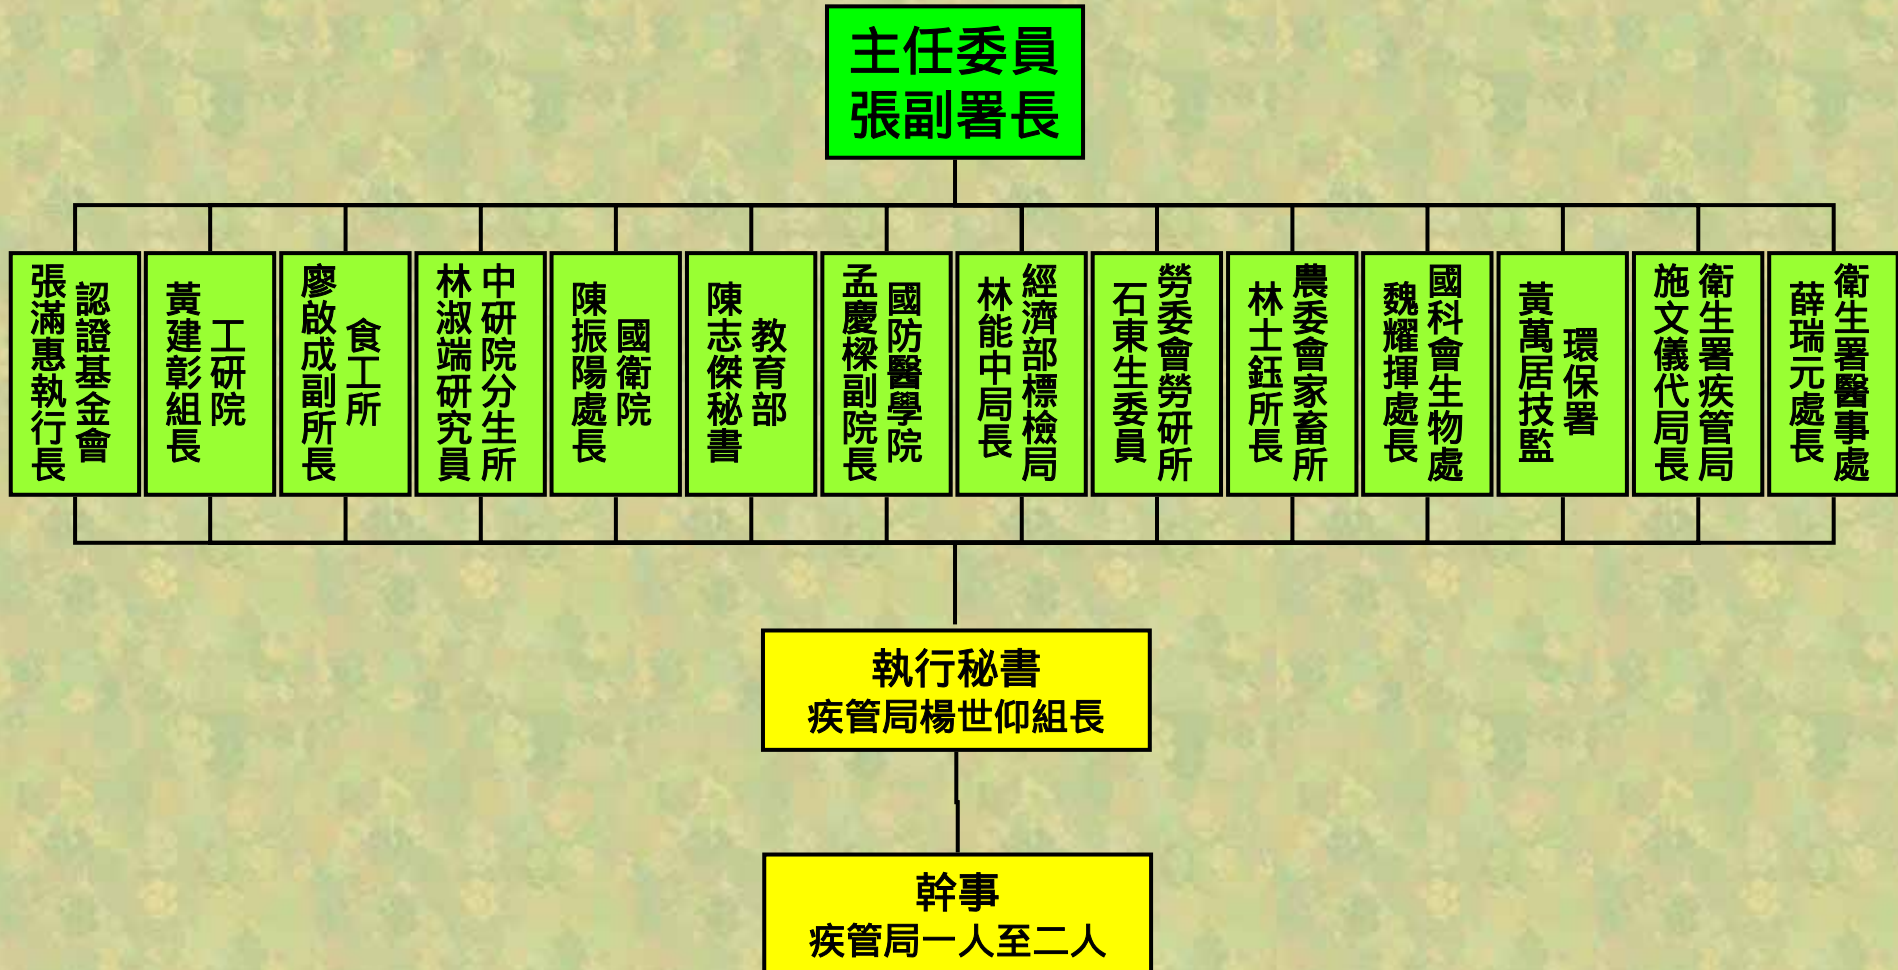 主任委員
張副署長
認證基金會
張滿惠執行長
工研院
黃建彰組長
食工所
廖啟成副所長
中研院分生所
林淑端研究員
國衛院
陳振陽處長
教育部
陳志傑秘書
國防醫學院
孟慶樑副院長
經濟部標檢局
林能中局長
勞委會勞研所
石東生委員
農委會家畜所
林士鈺所長
國科會生物處
魏耀揮處長
環保署
黃萬居技監
衛生署疾管局
施文儀代局長
衛生署醫事處
薛瑞元處長
執行秘書
疾管局楊世仰組長
幹事
疾管局一人至二人